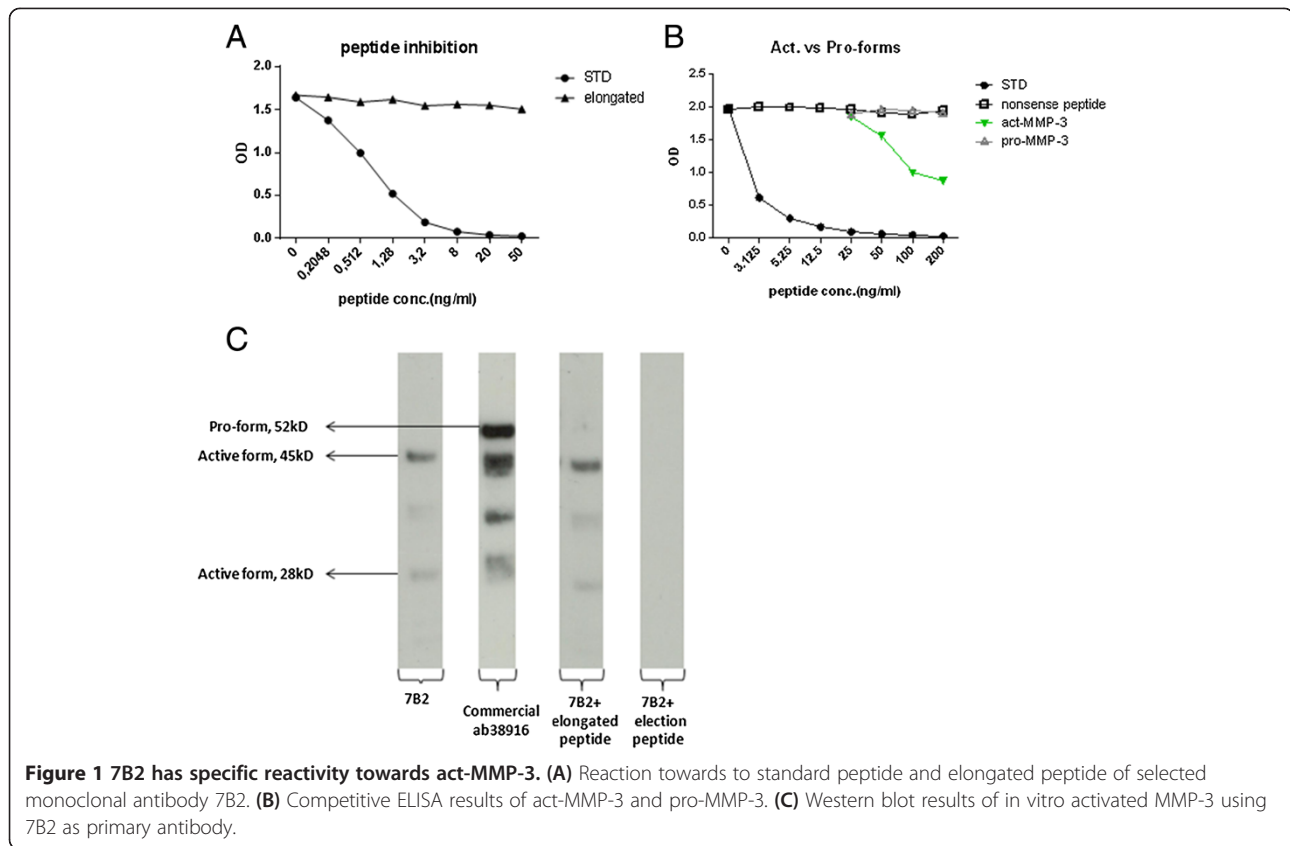 A
peptide inhibition
2.0
1.5
1.0
0.5
0.0
OD
0
0,2048
0,512
1,28
3,2
8
20
50
peptide conc.(ng/ml)
STD
elongated
B
Act. vs Pro-forms
2.5
2.0
1.5
1.0
0.5
0.0
OD
0
3.125
5.25
12.5
25
50
100
200
peptide conc.(ng/ml)
STD
nonsense peptide
act-MMP-3
pro-MMP-3
C
Pro-form, 52kD
Active form, 45kD
Active form, 28kD
7B2
Commercial
ab38916
7B2+
elongated
peptide
7B2+
election
peptide
Figure 1 7B2 has specific reactivity towards act-MMP-3. (A) Reaction towards to standard peptide and elongated peptide of selected
monoclonal antibody 7B2. (B) Competitive ELISA results of act-MMP-3 and pro-MMP-3. (C) Western blot results of in vitro activated MMP-3 using
7B2 as primary antibody.